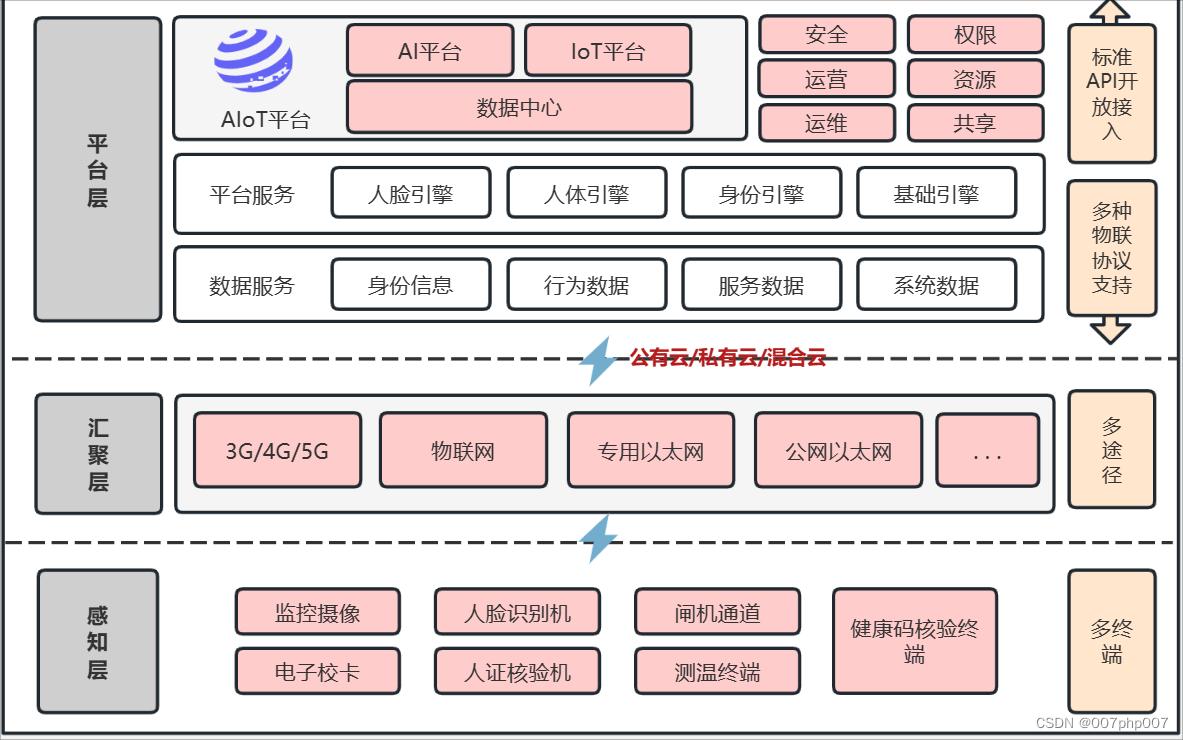 平
台
层
AI平台
IoT平台
数据中心
AIoT平台
安全
权限
运营
资源
运维
共享
标准
API开
放接
入
平台服务
人脸引擎
人体引擎
身份引擎
基础引擎
数据服务
身份信息
行为数据
服务数据
系统数据
多种
物联
协议
支持
公有云/私有云/混合云
汇
聚
层
3G/4G/5G
物联网
专用以太网
公网以太网
...
多
途
径
感
知
层
监控摄像
人脸识别机
闸机通道
健康码核验终
端
电子校卡
人证核验机
测温终端
多终
端
CSDN @007php007